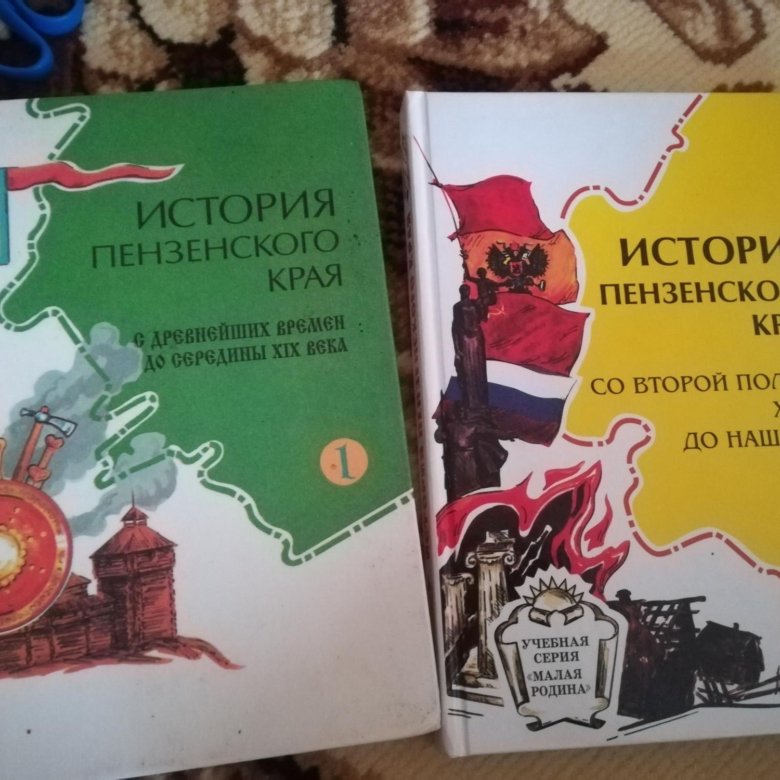 ИСТОРИЯ
ПЕНЗЕНСКОГО
КРАЯ
С ДРЕВНЕЙШИХ ВРЕМЕН
ДО СЕРЕДИНЫ XIX ВЕКА
1
ИСТОРИ
ПЕНЗЕНСКО
КР
СО ВТОРОЙ ПОЛ
X
ДО НАШ
УЧЕБНАЯ
СЕРИЯ
«МАЛАЯ
РОДИНА»